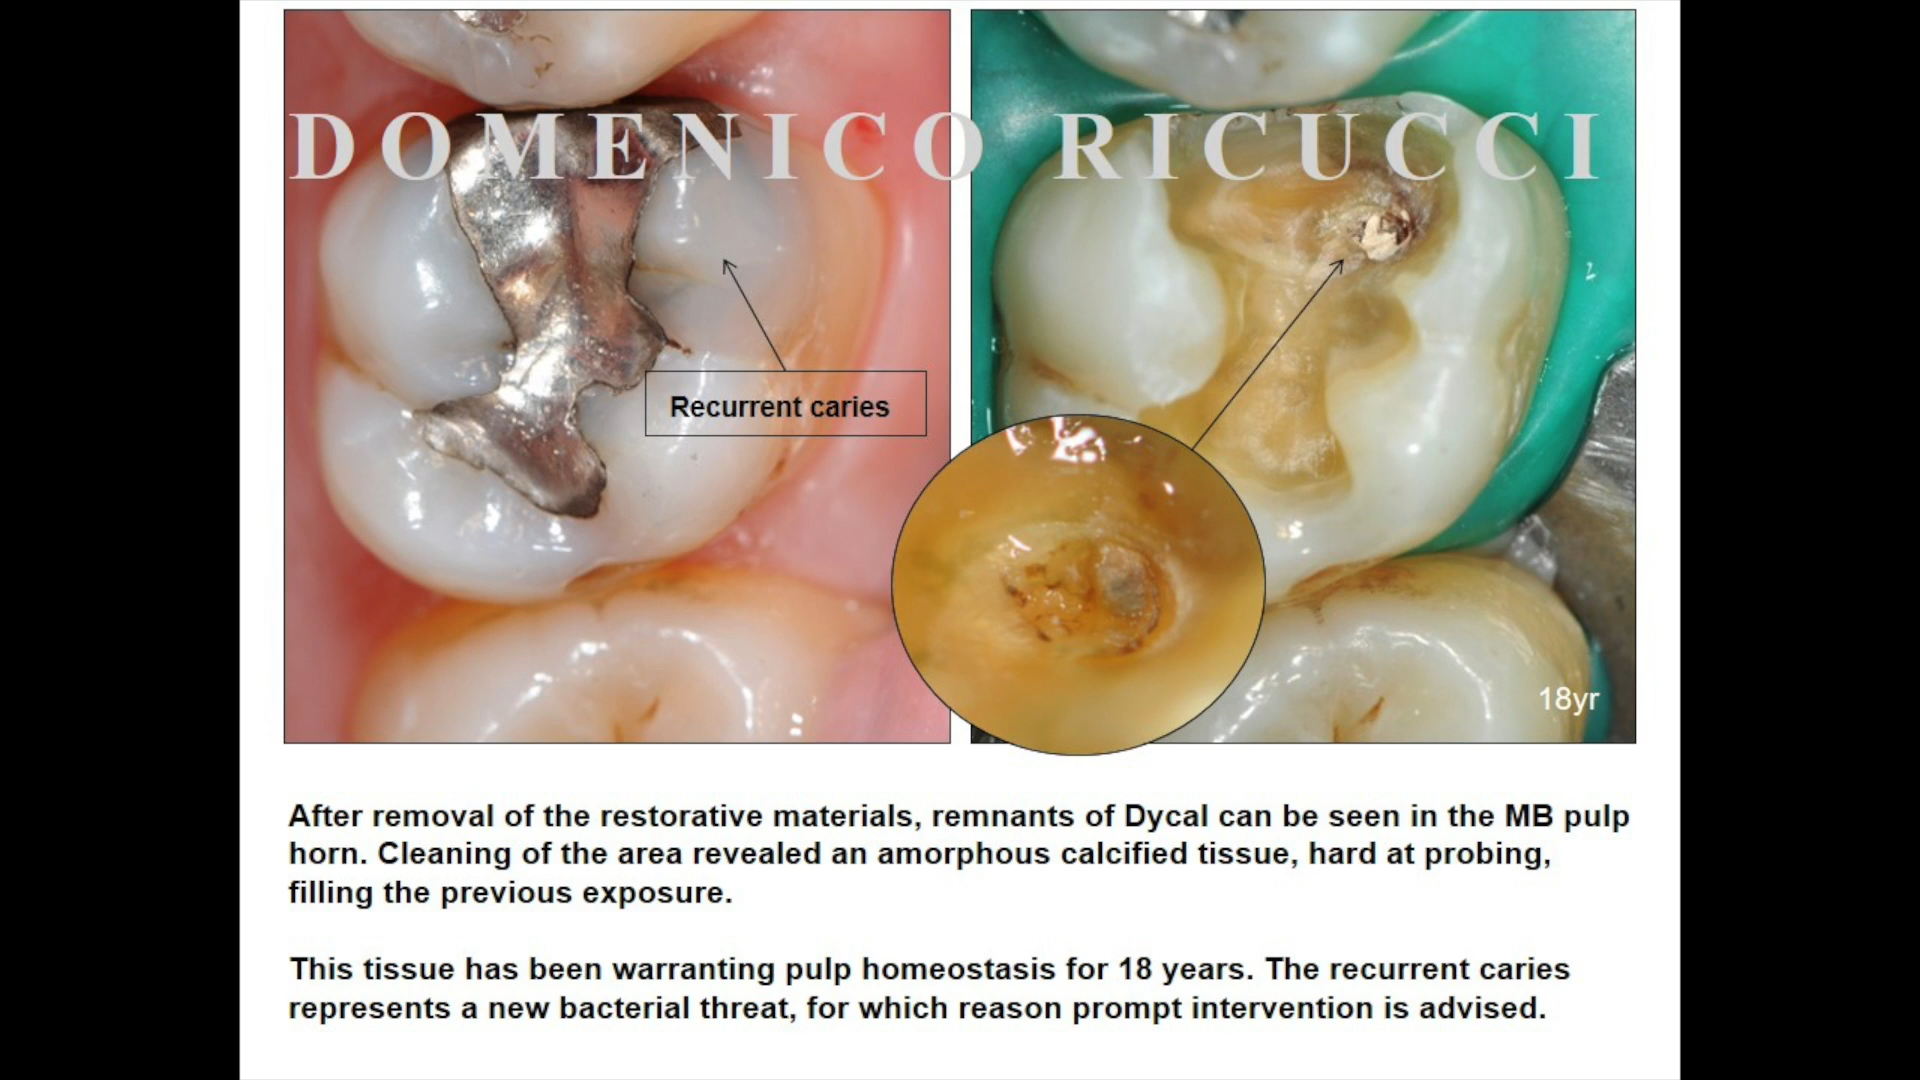 DOMENICO RICUCCI
Recurrent caries
18yr
After removal of the restorative materials, remnants of Dycal can be seen in the MB pulp
horn. Cleaning of the area revealed an amorphous calcified tissue, hard at probing,
filling the previous exposure.
This tissue has been warranting pulp homeostasis for 18 years. The recurrent caries
represents a new bacterial threat, for which reason prompt intervention is advised.